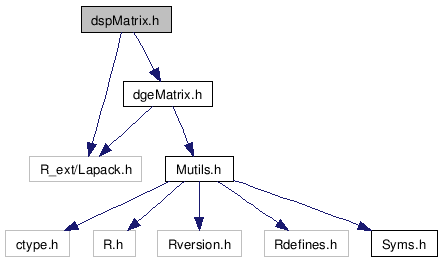 dspMatrix.h
dgeMatrix.h
R_ext/Lapack.h
Mutils.h
ctype.h
R.h
Rversion.h
Rdefines.h
Syms.h